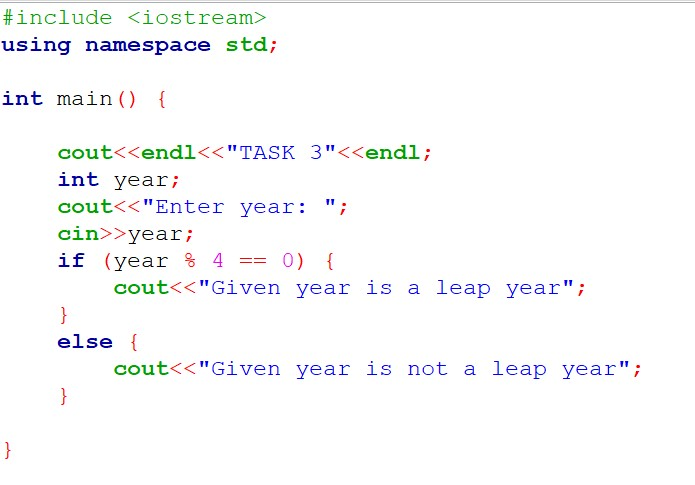 #include <iostream>
using namespace std;
int main() {
cout<<endl<<"TASK 3"<<endl;
int year;
cout<<"Enter year: ";
cin>>year;
if (year % 4 == 0) {
cout<<"Given year is a leap year";
}
else {
cout<<"Given year is not a leap year";
}
}